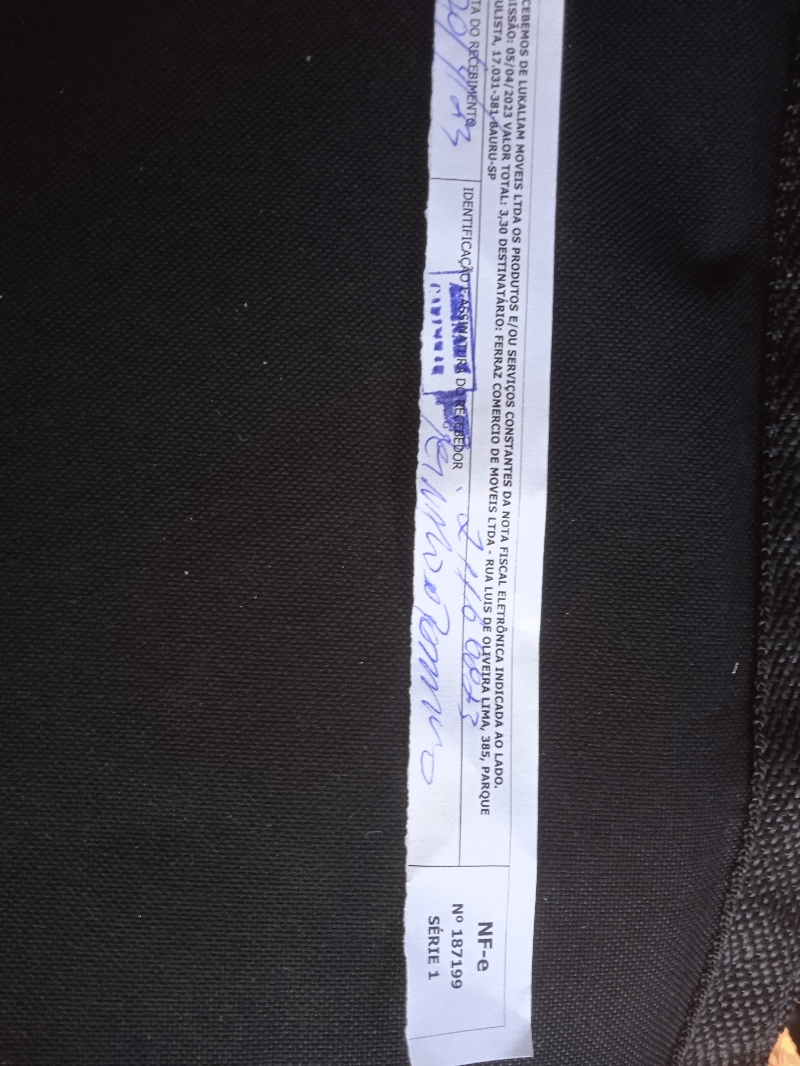 CEBEMOS DE LUKALIAM MOVEIS LTDA OS PRODUTOS E/OU SERVIÇOS CONSTANTES DA NOTA FISCAL ELETRÔNICA INDICADA AO LADO.
ISSÃO: 05/04/2023 VALOR TOTAL: 3,30 DESTINATÁRIO: FERRAZ COMERCIO DE MOVEIS LTDA - RUA LUIS DE OLIVEIRA LIMA, 385, PARQUE
ULISTA, 17.031-381-BAURU-SP
TA DO RECEBIMENTO
IDENTIFICAÇÃO E ASSINATURA DO RECEBEDOR
NF-e
Nº 187199
SÉRIE 1